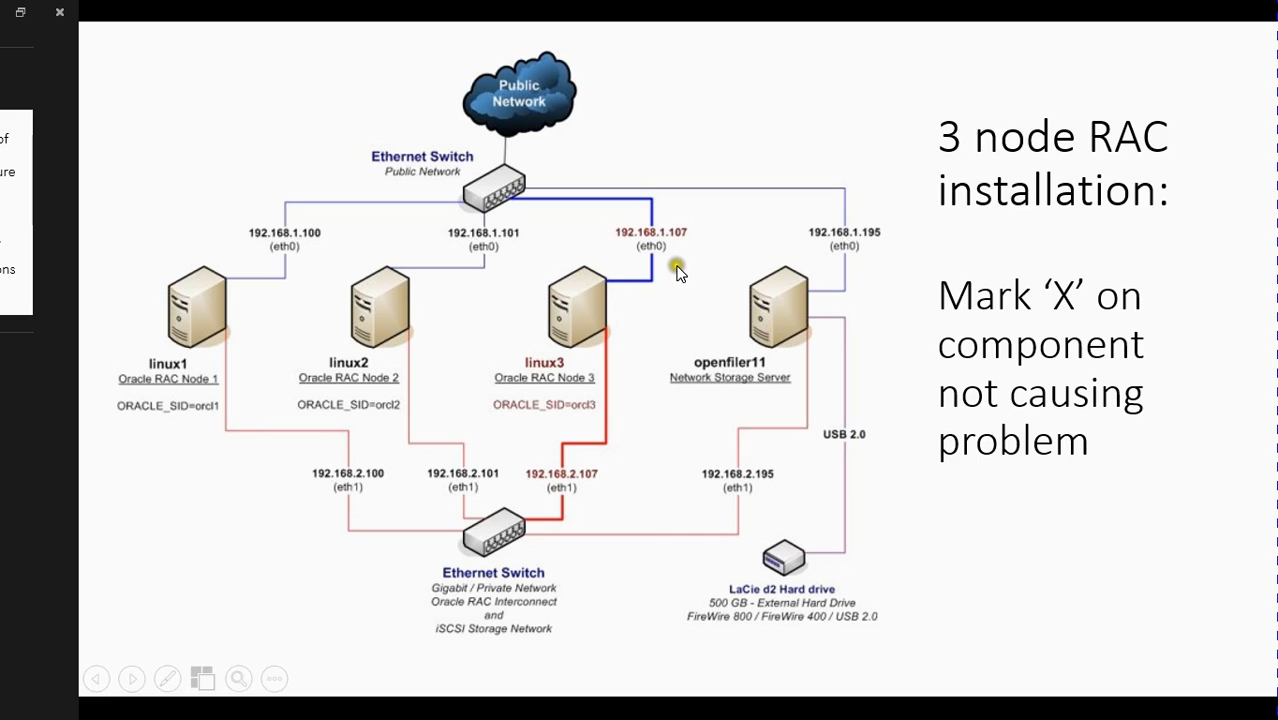 of
ure
ons
Public
Network
Ethernet Switch
Public Network
192.168.1.100
(eth0)
192.168.1.101
(eth0)
192.168.1.107
(eth0)
192.168.1.195
(eth0)
linux1
Oracle RAC Node 1
ORACLE_SID=orcl1
linux2
Oracle RAC Node 2
ORACLE_SID=orcl2
linux3
Oracle RAC Node 3
ORACLE_SID=orcl3
openfiler11
Network Storage Server
USB 2.0
192.168.2.100
(eth1)
192.168.2.101
(eth1)
192.168.2.107
(eth1)
192.168.2.195
(eth1)
Ethernet Switch
Gigabit / Private Network
Oracle RAC Interconnect
and
iSCSI Storage Network
LaCie d2 Hard drive
500 GB - External Hard Drive
FireWire 800 / FireWire 400 / USB 2.0
3 node RAC
installation:
Mark ‘X’ on
component
not causing
problem